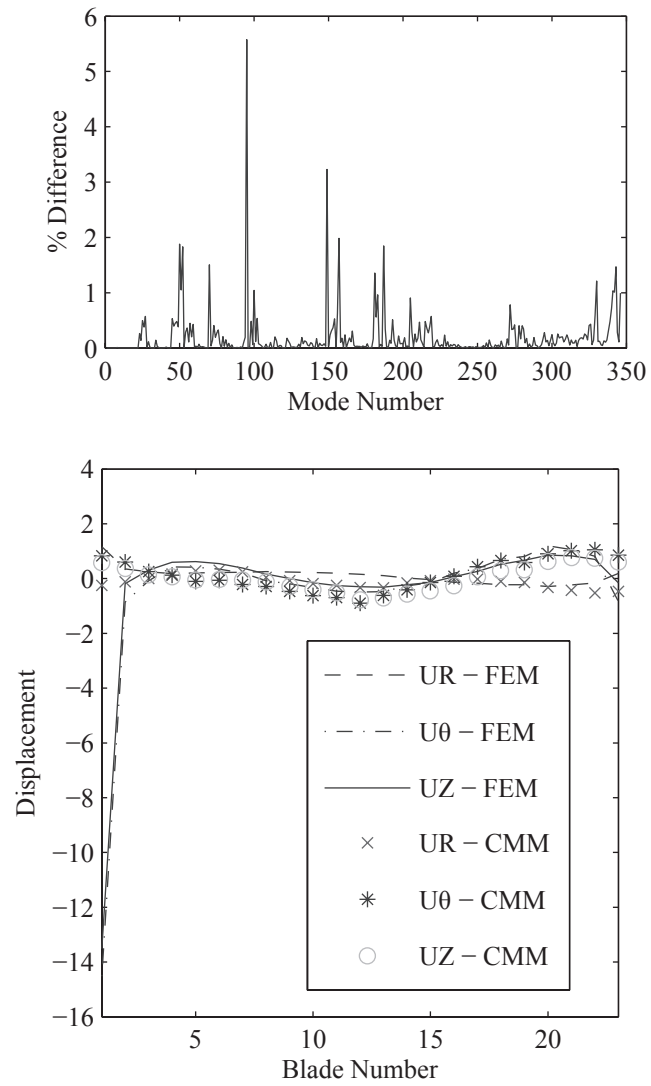 6
5
4
3
2
1
0
% Difference
0 50 100 150 200 250 300 350
Mode Number
4
2
0
−2
−4
−6
−8
−10
−12
−14
−16
Displacement
UR − FEM
Uθ − FEM
UZ − FEM
UR − CMM
Uθ − CMM
UZ − CMM
5 10 15 20
Blade Number